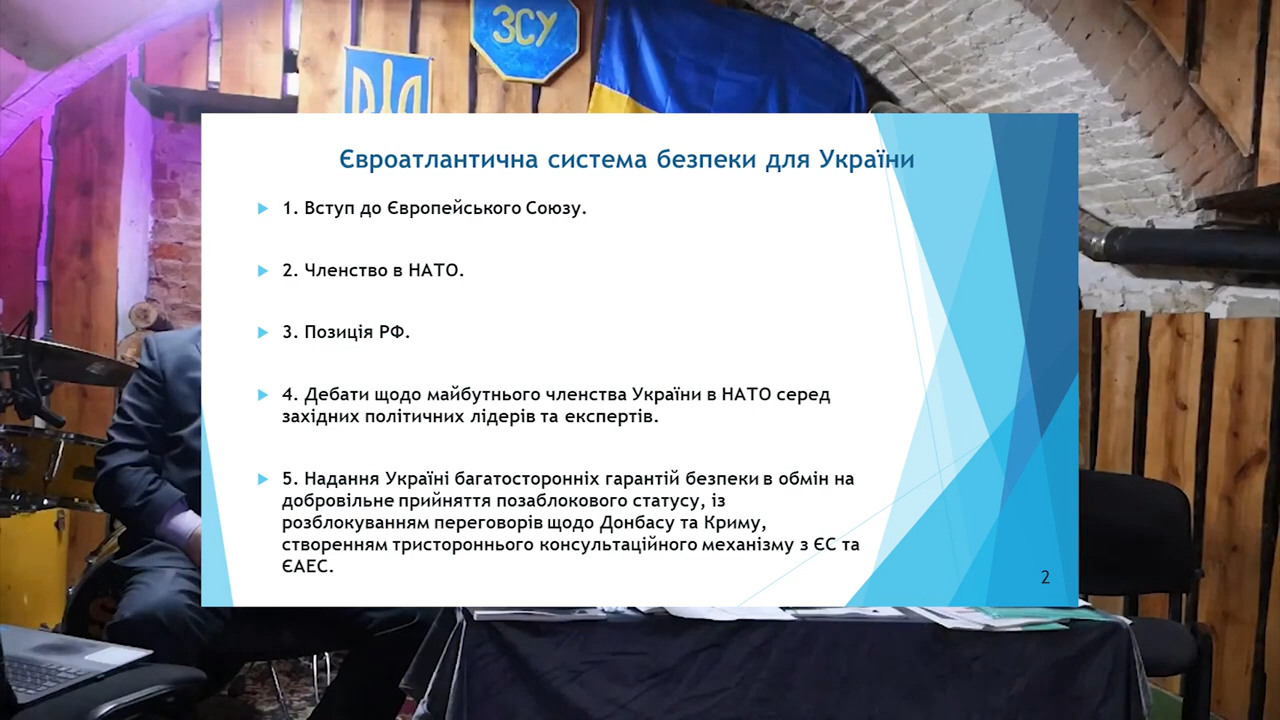 ЗСУ
Євроатлантична система безпеки для України
1. Вступ до Європейського Союзу.
2. Членство в НАТО.
3. Позиція РФ.
4. Дебати щодо майбутнього членства України в НАТО серед
західних політичних лідерів та експертів.
5. Надання Україні багатосторонніх гарантій безпеки в обмін на
добровільне прийняття позаблокового статусу, із
розблокуванням переговорів щодо Донбасу та Криму,
створенням тристороннього консультаційного механізму з ЄС та
ЄАЕС.
2